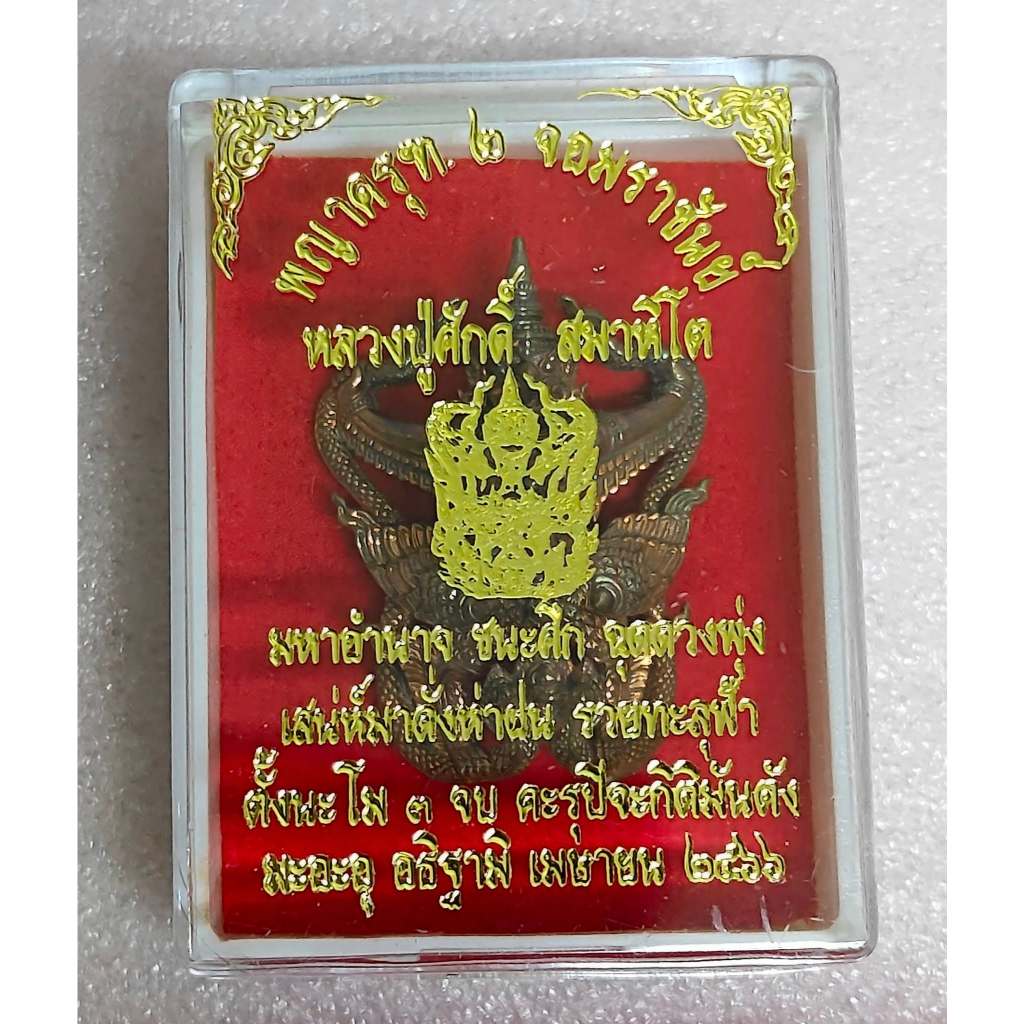 พญาครุฑ ๒ จอมราชันย์
หลวงปู่ศักดิ์ สมาหิโต
มหาอำนาจ ชนะศึก ฉุดดวงพุ่ง
เสน่ห์มาดั่งห่าฝน รวยทะลุฟ้า
ตั้งนะโม ๓ จบ คะรุปิจะกิติมันตัง
มะอะอุ อธิฐามิ เมษายน ๒๕๖๖